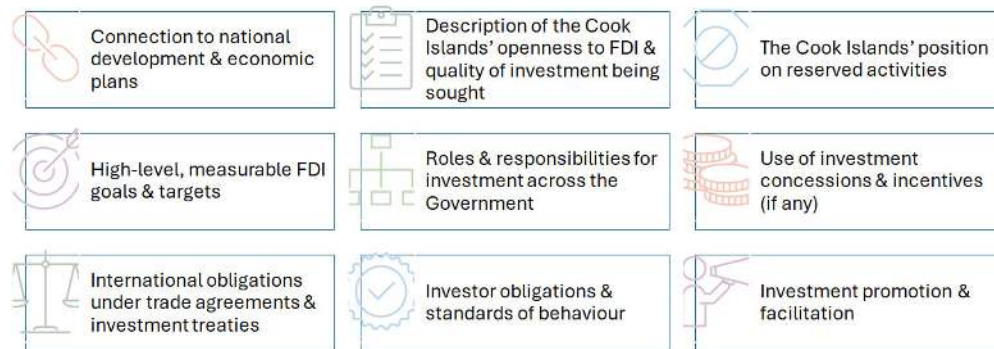 Connection to national
development & economic
plans
Description of the Cook
Islands' openness to FDI &
quality of investment being
sought
The Cook Islands' position
on reserved activities
High-level, measurable FDI
goals & targets
Roles & responsibilities for
investment across the
Government
Use of investment
concessions & incentives
(if any)
International obligations
under trade agreements &
investment treaties
Investor obligations &
standards of behaviour
Investment promotion &
facilitation